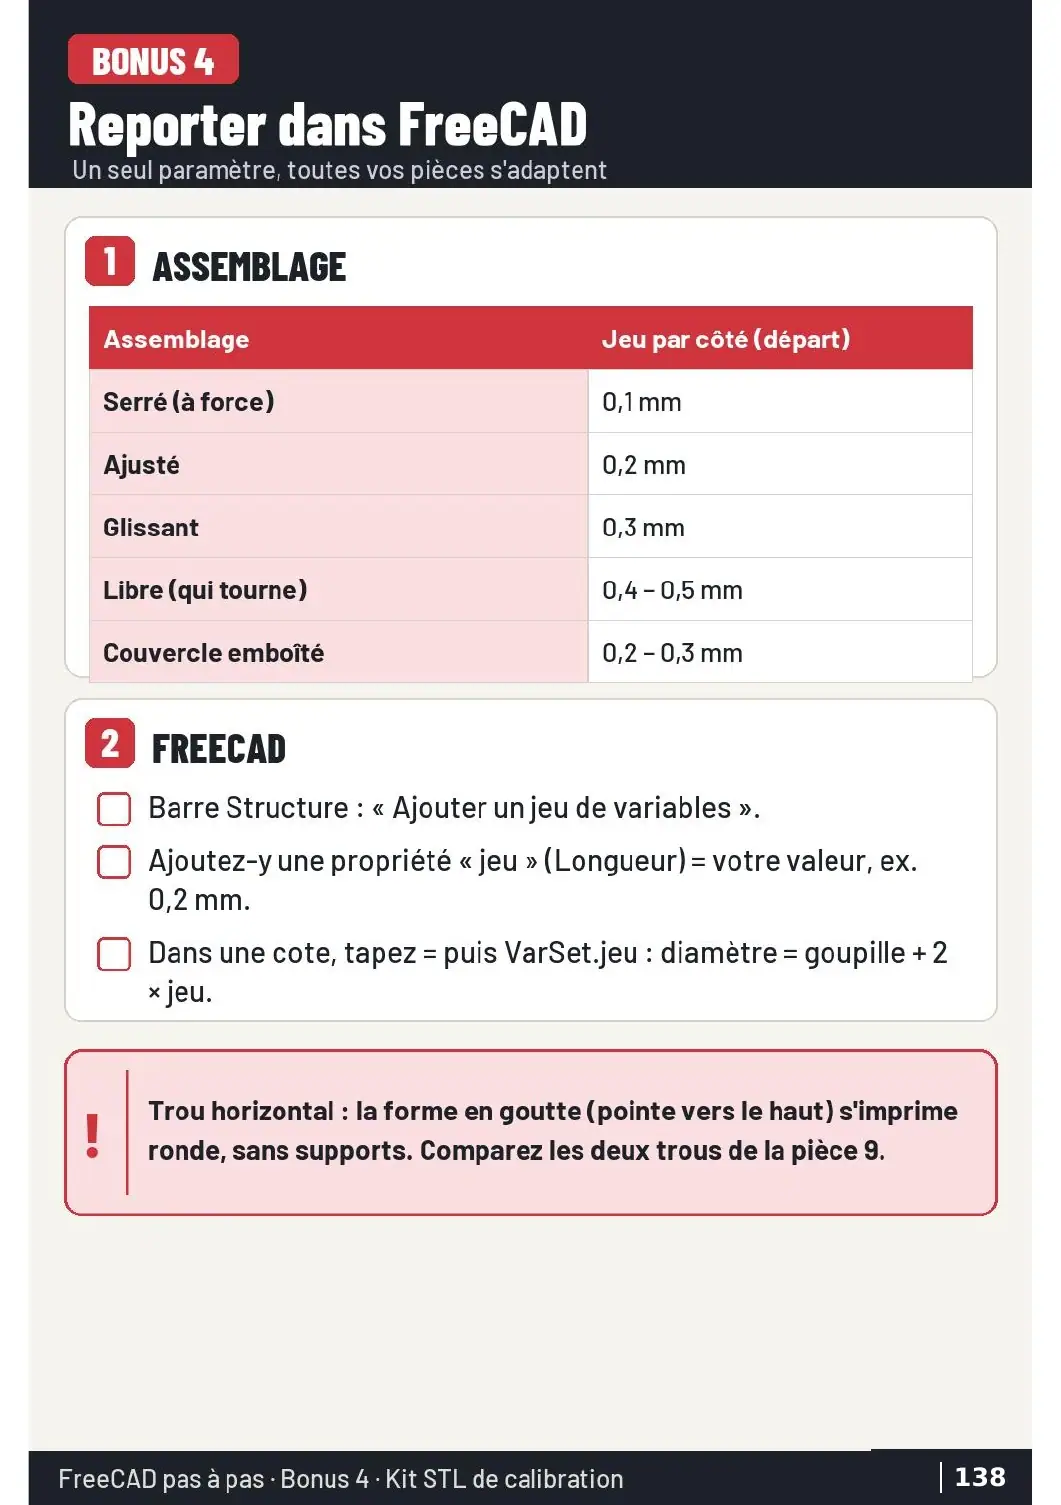 BONUS 4
Reporter dans FreeCAD
Un seul paramètre, toutes vos pièces s'adaptent
1 ASSEMBLAGE
Assemblage Jeu par côté (départ)
Serré (à force) 0,1 mm
Ajusté 0,2 mm
Glissant 0,3 mm
Libre (qui tourne) 0,4 – 0,5 mm
Couvercle emboîté 0,2 – 0,3 mm
2 FREECAD
Barre Structure : « Ajouter un jeu de variables ».
Ajoutez-y une propriété « jeu » (Longueur) = votre valeur, ex.
0,2 mm.
Dans une cote, tapez = puis VarSet.jeu : diamètre = goupille + 2
× jeu.
! Trou horizontal : la forme en goutte (pointe vers le haut) s'imprime
ronde, sans supports. Comparez les deux trous de la pièce 9.
FreeCAD pas à pas · Bonus 4 · Kit STL de calibration | 138